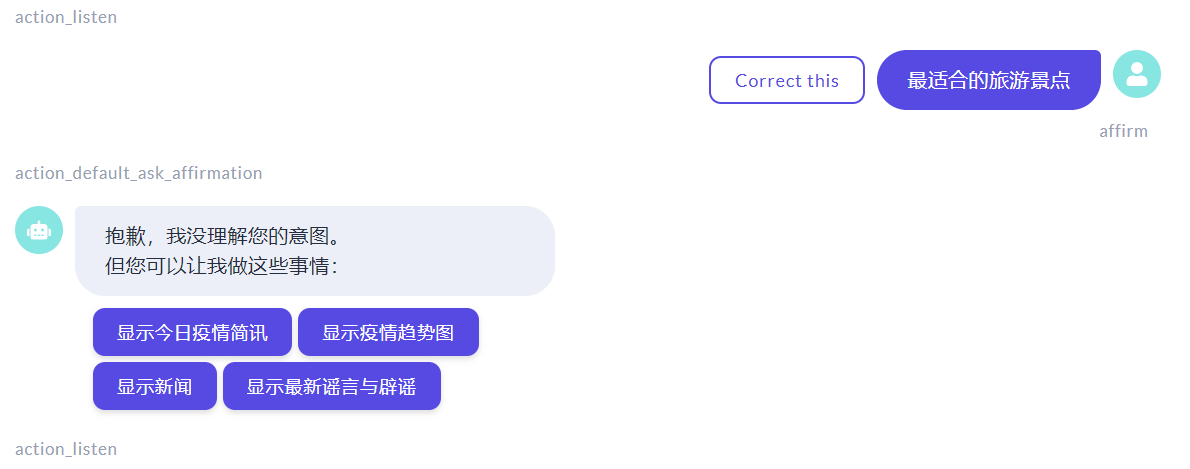 action_listen
Correct this
最适合的旅游景点
affirm
action_default_ask_affirmation
抱歉，我没理解您的意图。
但您可以让我做这些事情：
显示今日疫情简讯
显示疫情趋势图
显示新闻
显示最新谣言与辟谣
action_listen